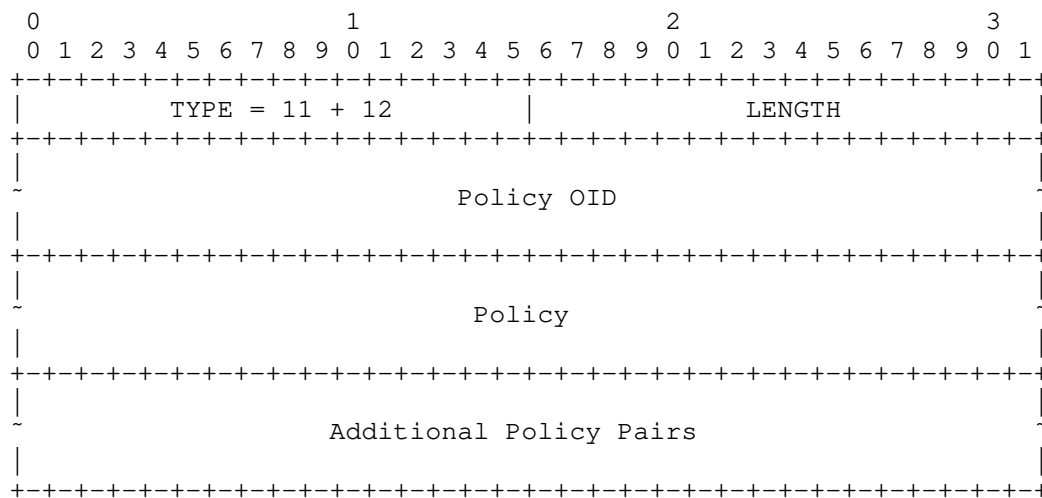 0 1 2 3
0 1 2 3 4 5 6 7 8 9 0 1 2 3 4 5 6 7 8 9 0 1 2 3 4 5 6 7 8 9 0 1
TYPE = 11 + 12 LENGTH
Policy OID
Policy
Additional Policy Pairs